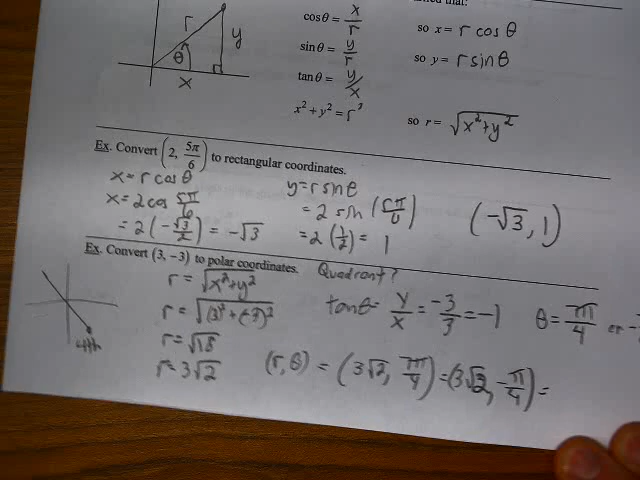 r
y
θ
x
cos θ = x/r
so x = r cos θ
sin θ = y/r
so y = r sin θ
tan θ = y/x
x² + y² = r²
so r = √(x² + y²)
Ex. Convert (2, 5π/6) to rectangular coordinates.
x = r cos θ
y = r sin θ
x = 2 cos 5π/6
= 2 sin (5π/6)
(-√3, 1)
= 2(-√3/2) = -√3
= 2(1/2) = 1
Ex. Convert (3, −3) to polar coordinates.
Quadrant?
r = √(x² + y²)
tan θ = y/x = -3/3 = -1
θ = 7π/4 or -
r = √((3)² + (-3)²)
r = √18
r = 3√2
4th
(r, θ) = (3√2, 7π/4) = (3√2, -π/4) =